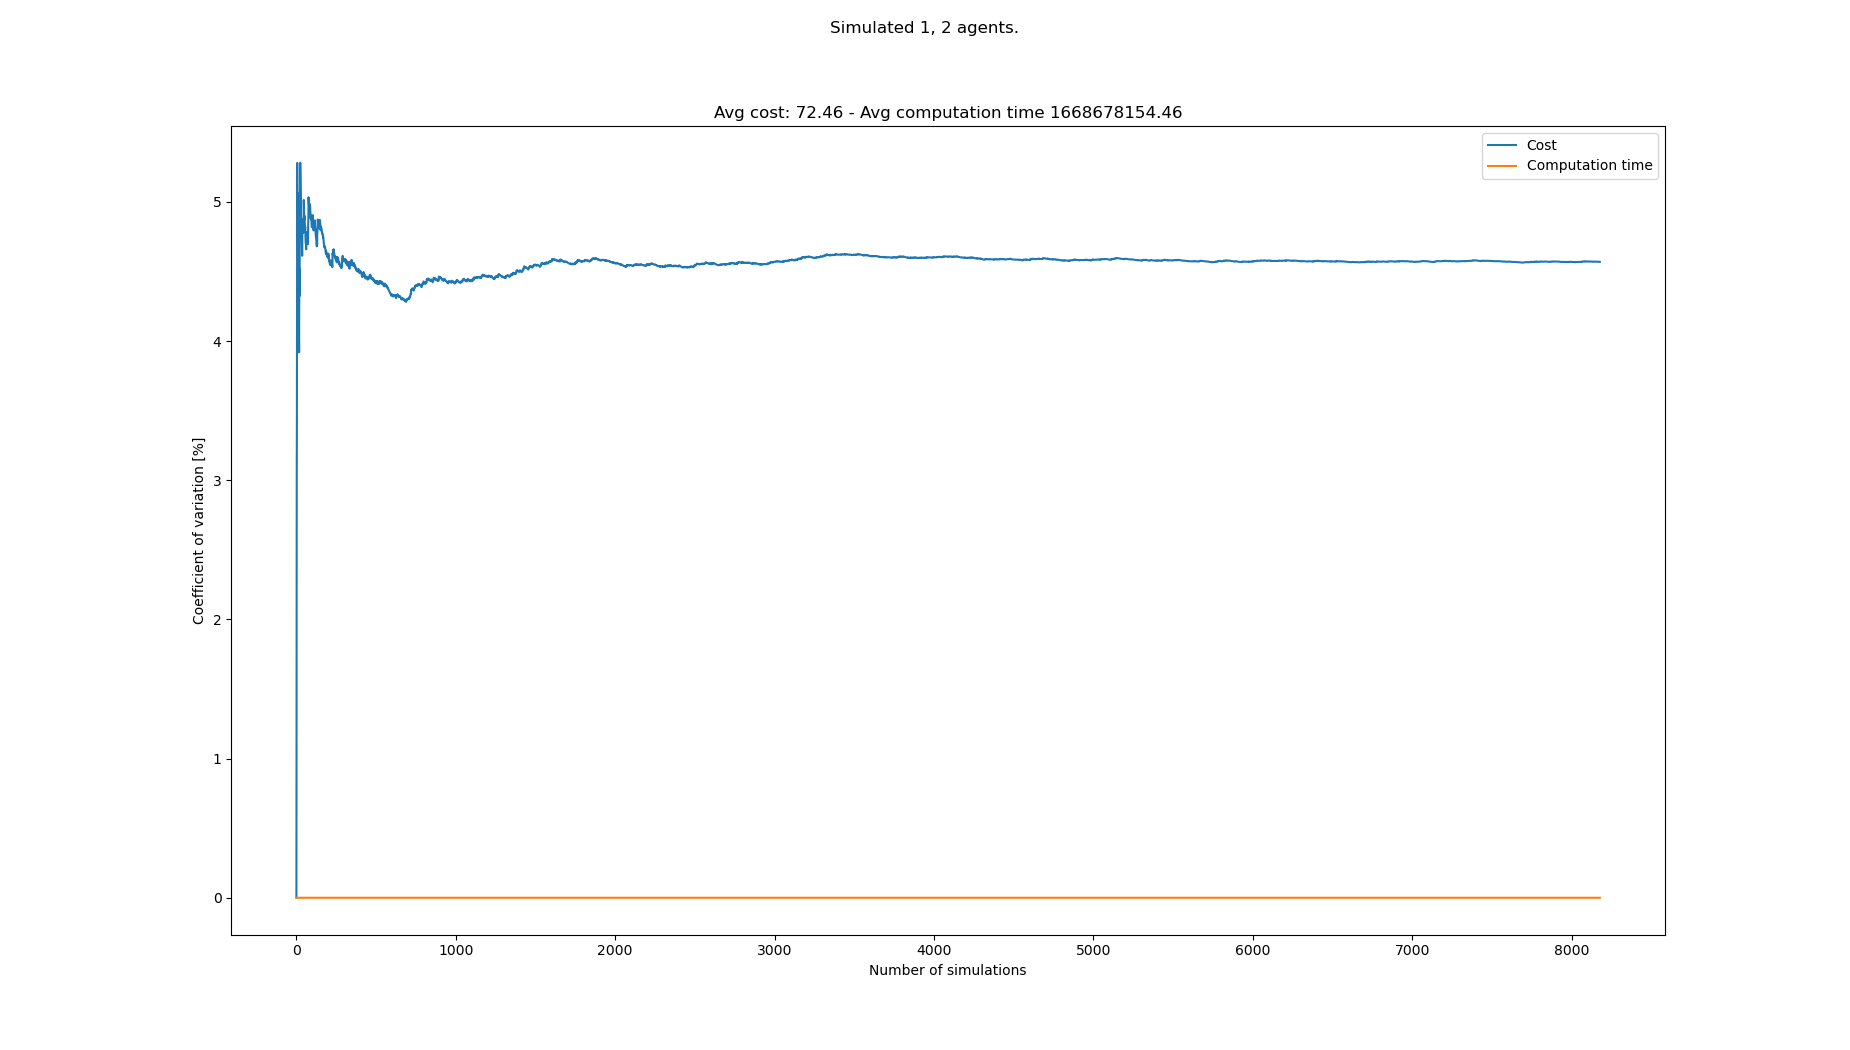 Simulated 1, 2 agents.
Avg cost: 72.46 - Avg computation time 1668678154.46
Cost
Computation time
Coefficient of variation [%]
5
4
3
2
1
0
0 1000 2000 3000 4000 5000 6000 7000 8000
Number of simulations